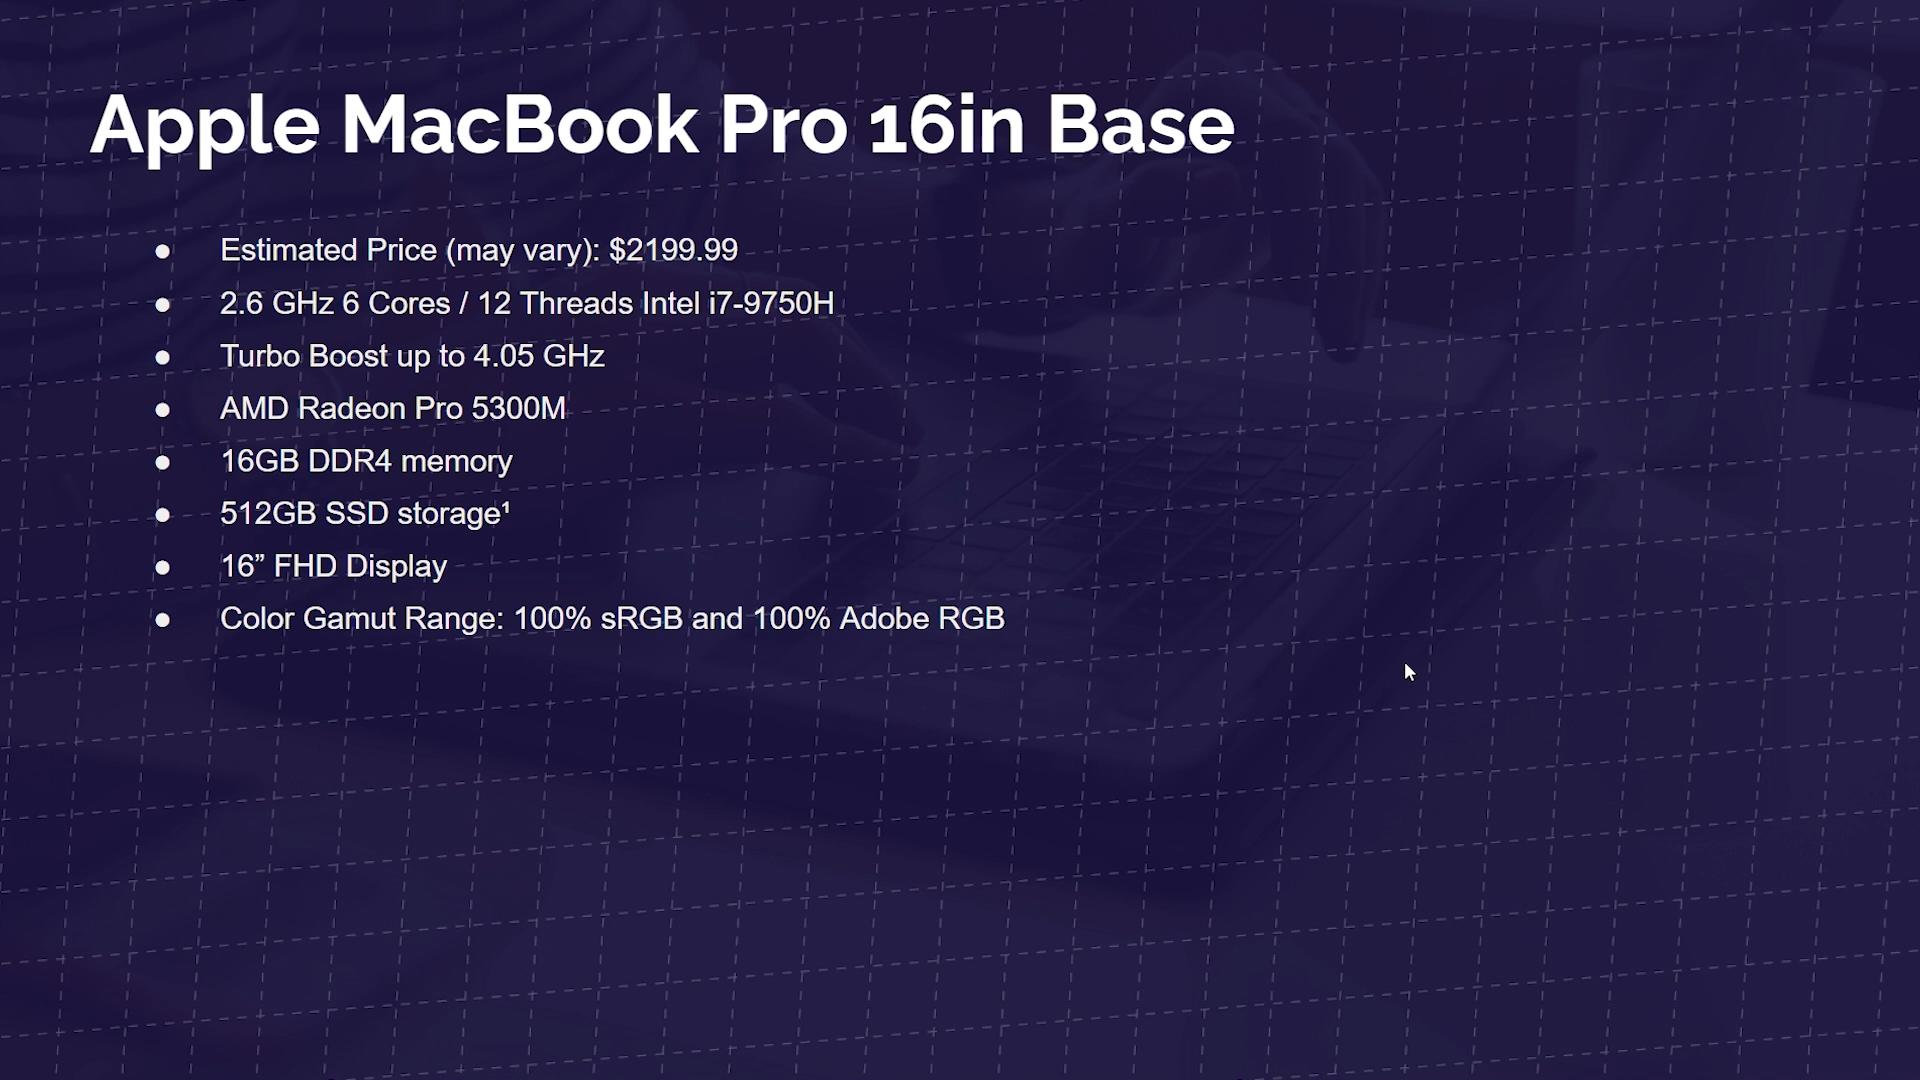 Apple MacBook Pro 16in Base
● Estimated Price (may vary): $2199.99
● 2.6 GHz 6 Cores / 12 Threads Intel i7-9750H
● Turbo Boost up to 4.05 GHz
● AMD Radeon Pro 5300M
● 16GB DDR4 memory
● 512GB SSD storage¹
● 16” FHD Display
● Color Gamut Range: 100% sRGB and 100% Adobe RGB